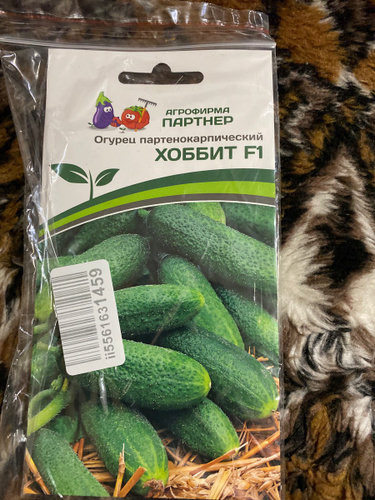 АГРОФИРМА
ПАРТНЕР
Огурец партенокарпический
ХОББИТ F1
ii5561631459